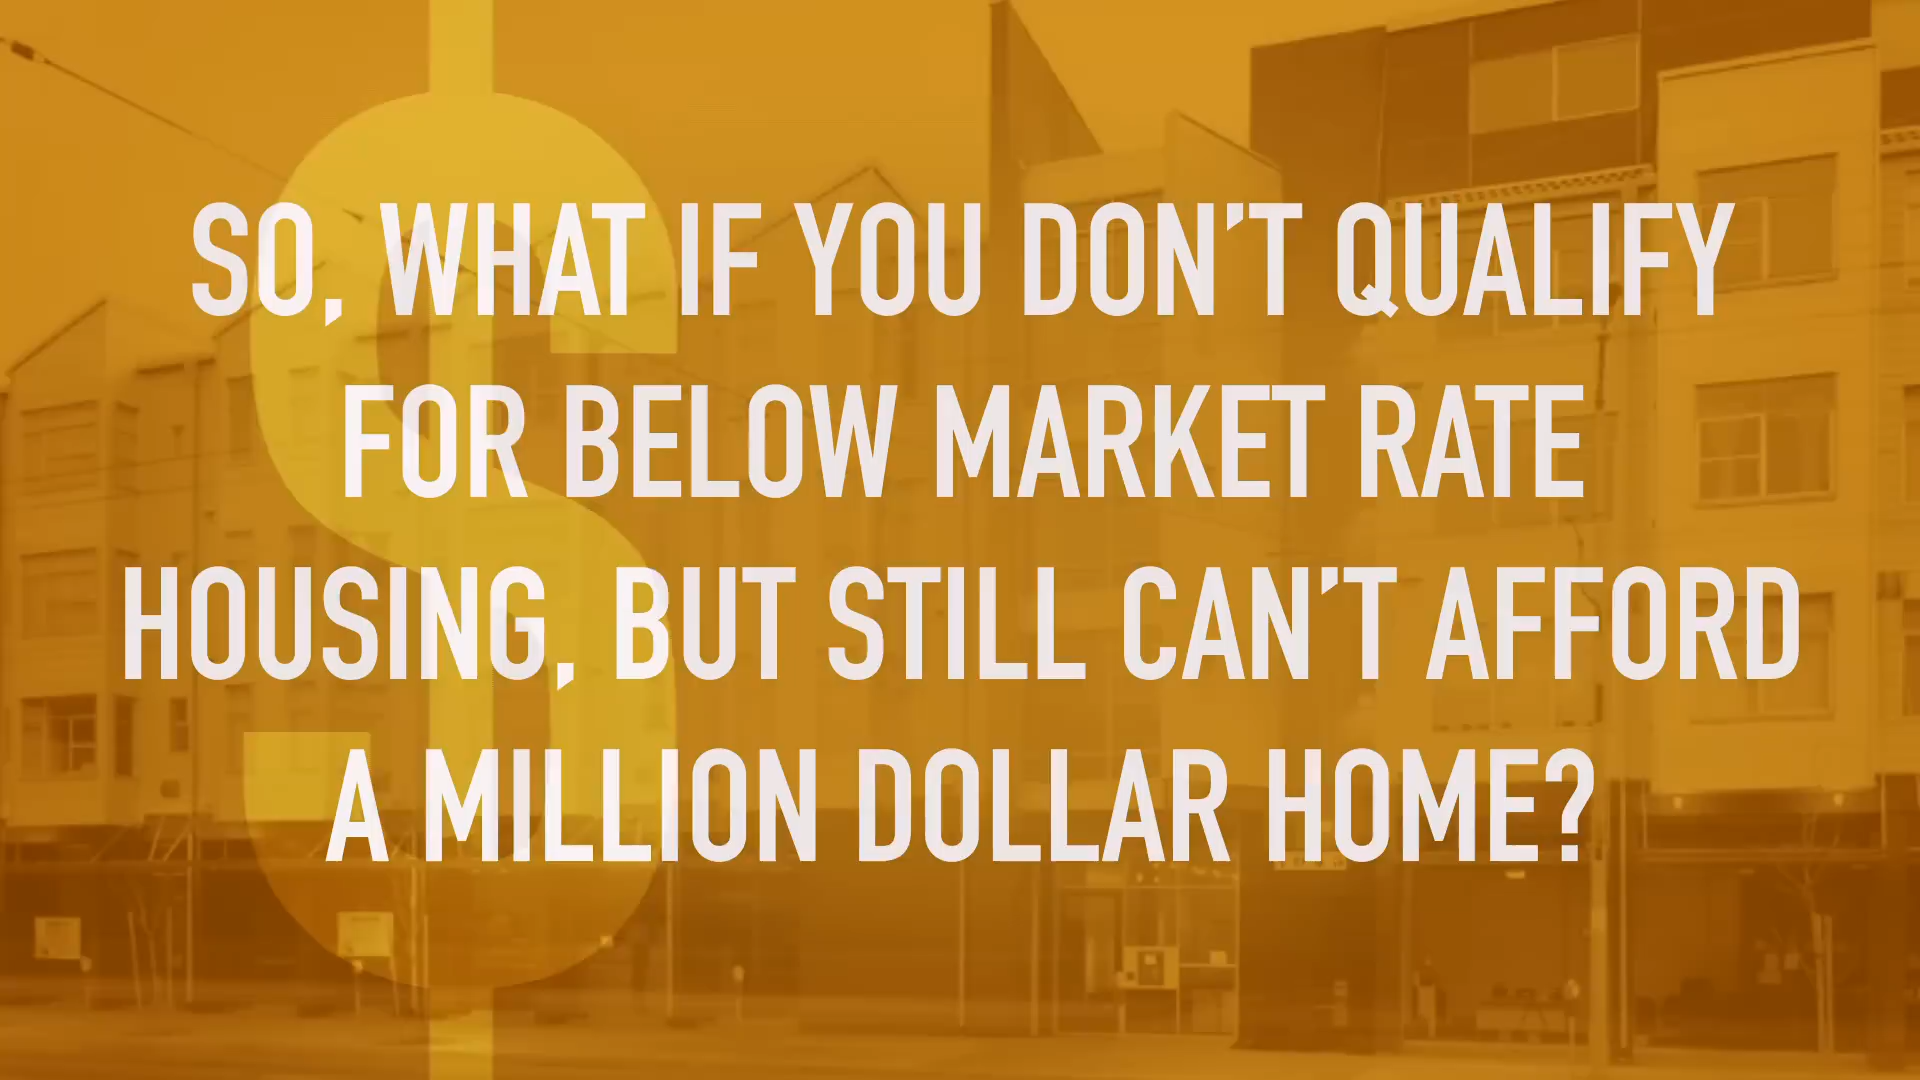 SO, WHAT IF YOU DON’T QUALIFY
FOR BELOW MARKET RATE
HOUSING, BUT STILL CAN’T AFFORD
A MILLION DOLLAR HOME?